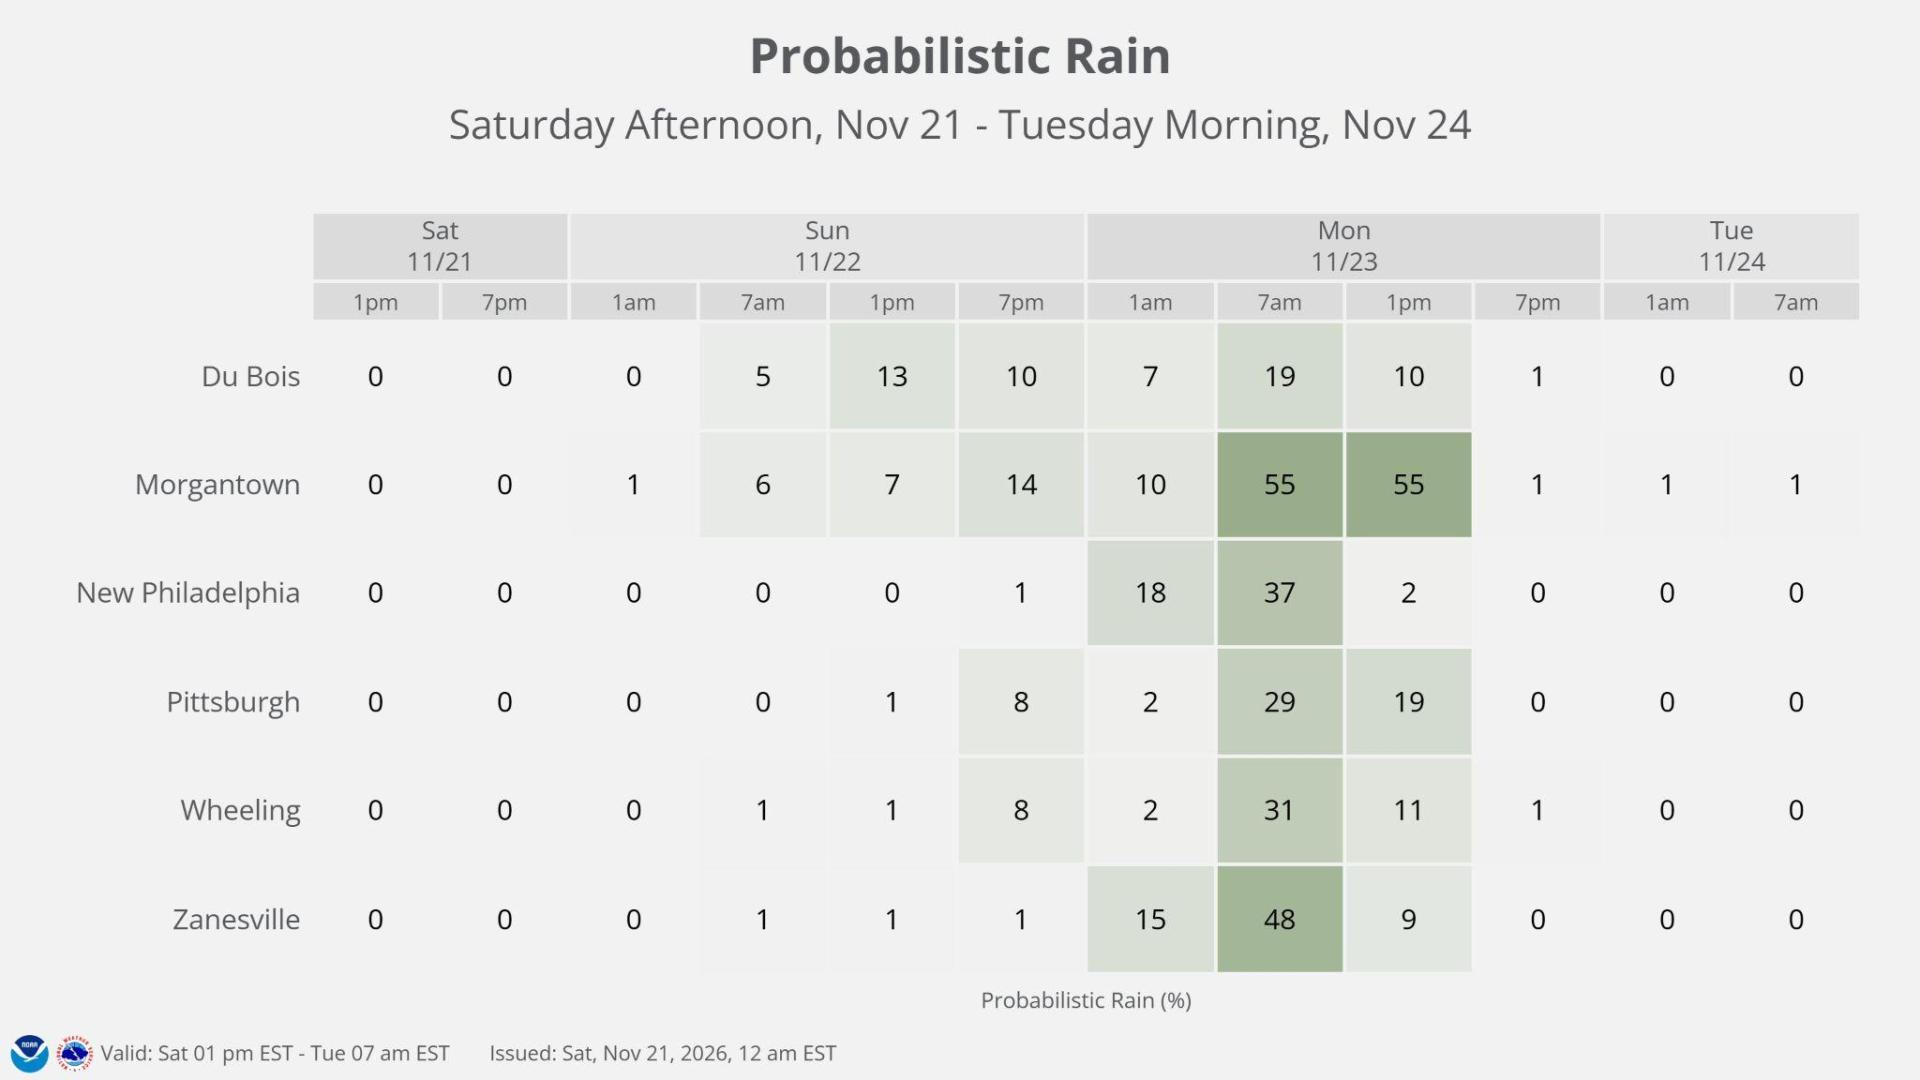 Probabilistic Rain
Saturday Afternoon, Nov 21 - Tuesday Morning, Nov 24
Sat Sun Mon Tue
11/21 11/22 11/23 11/24
1pm 7pm 1am 7am 1pm 7pm 1am 7am 1pm 7pm 1am 7am
Du Bois 0 0 0 5 13 10 7 19 10 1 0 0
Morgantown 0 0 1 6 7 14 10 55 55 1 1 1
New Philadelphia 0 0 0 0 0 1 18 37 2 0 0 0
Pittsburgh 0 0 0 0 1 8 2 29 19 0 0 0
Wheeling 0 0 0 1 1 8 2 31 11 1 0 0
Zanesville 0 0 0 1 1 1 15 48 9 0 0 0
Probabilistic Rain (%)
NOAA Valid: Sat 01 pm EST - Tue 07 am EST Issued: Sat, Nov 21, 2026, 12 am EST